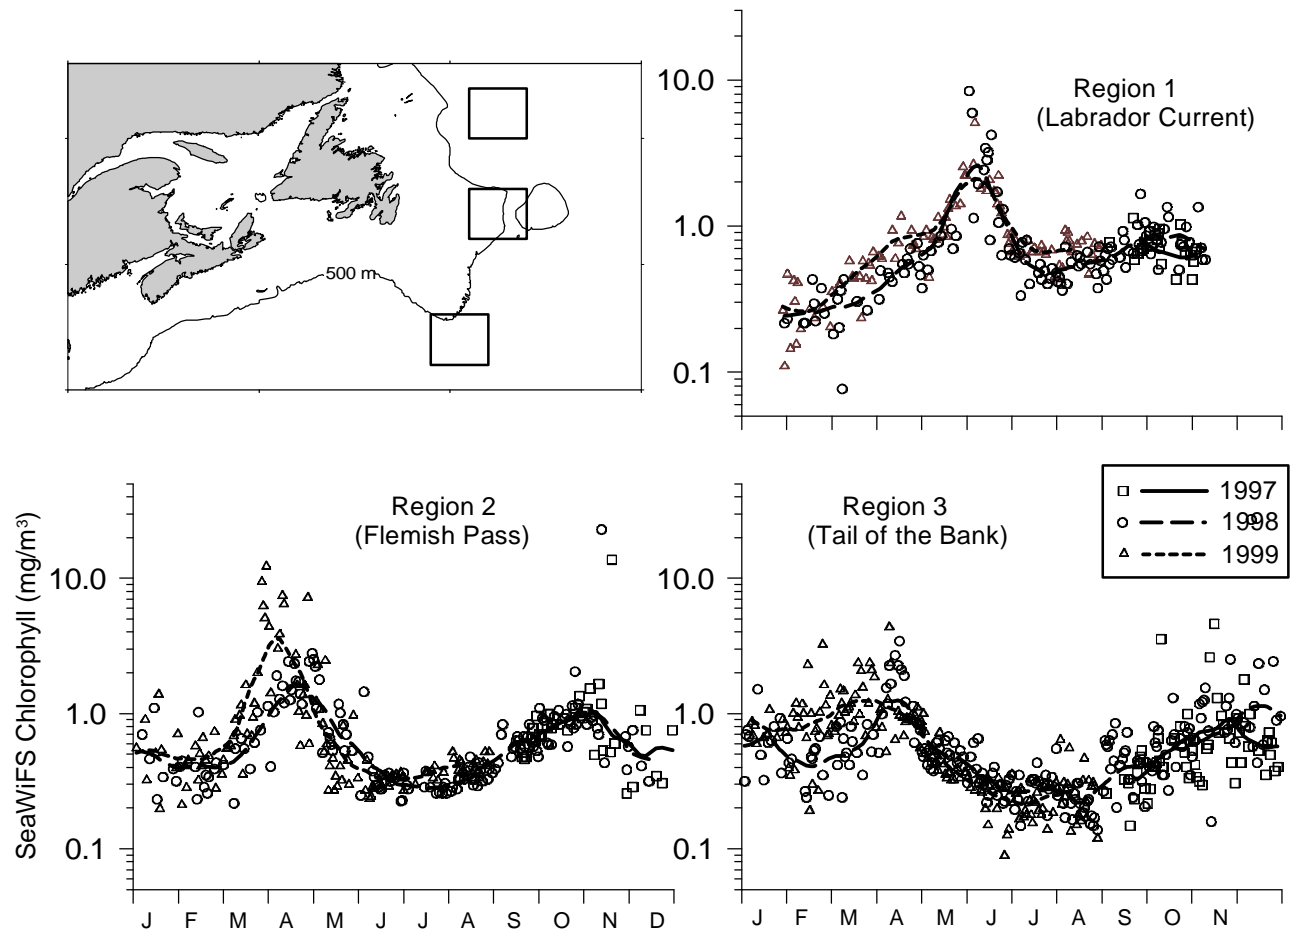 500 m
10.0
1.0
0.1
Region 1
(Labrador Current)
SeaWiFS Chlorophyll (mg/m³)
10.0
1.0
0.1
Region 2
(Flemish Pass)
J F M A M J J A S O N D
10.0
1.0
0.1
Region 3
(Tail of the Bank)
1997
1998
1999
J F M A M J J A S O N